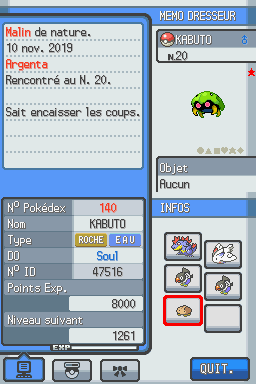 Malin de nature.
10 nov. 2019
Argenta
Rencontré au N. 20.
Sait encaisser les coups.
MEMO DRESSEUR
KABUTO ♂
N.20
Objet
Aucun
INFOS
N° Pokédex 140
Nom KABUTO
Type ROCHE EAU
DO Soul
N° ID 47516
Points Exp.
8000
Niveau suivant
1261
EXP
QUIT.